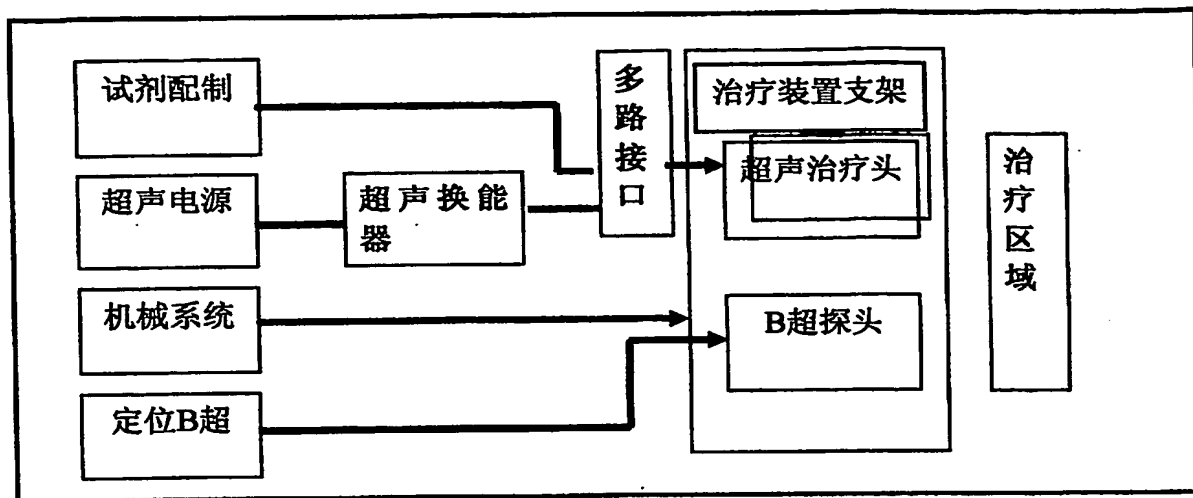 试剂配制
超声电源
机械系统
定位B超
超声换能
器
多
路
接
口
治疗装置支架
超声治疗头
B超探头
治
疗
区
域